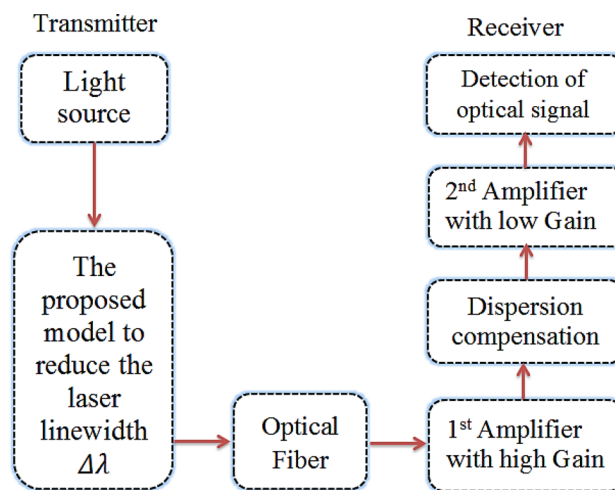 Transmitter
Light
source
The
proposed
model to
reduce the
laser
linewidth
Δλ
Optical
Fiber
Receiver
Detection of
optical signal
2nd Amplifier
with low Gain
Dispersion
compensation
1st Amplifier
with high Gain